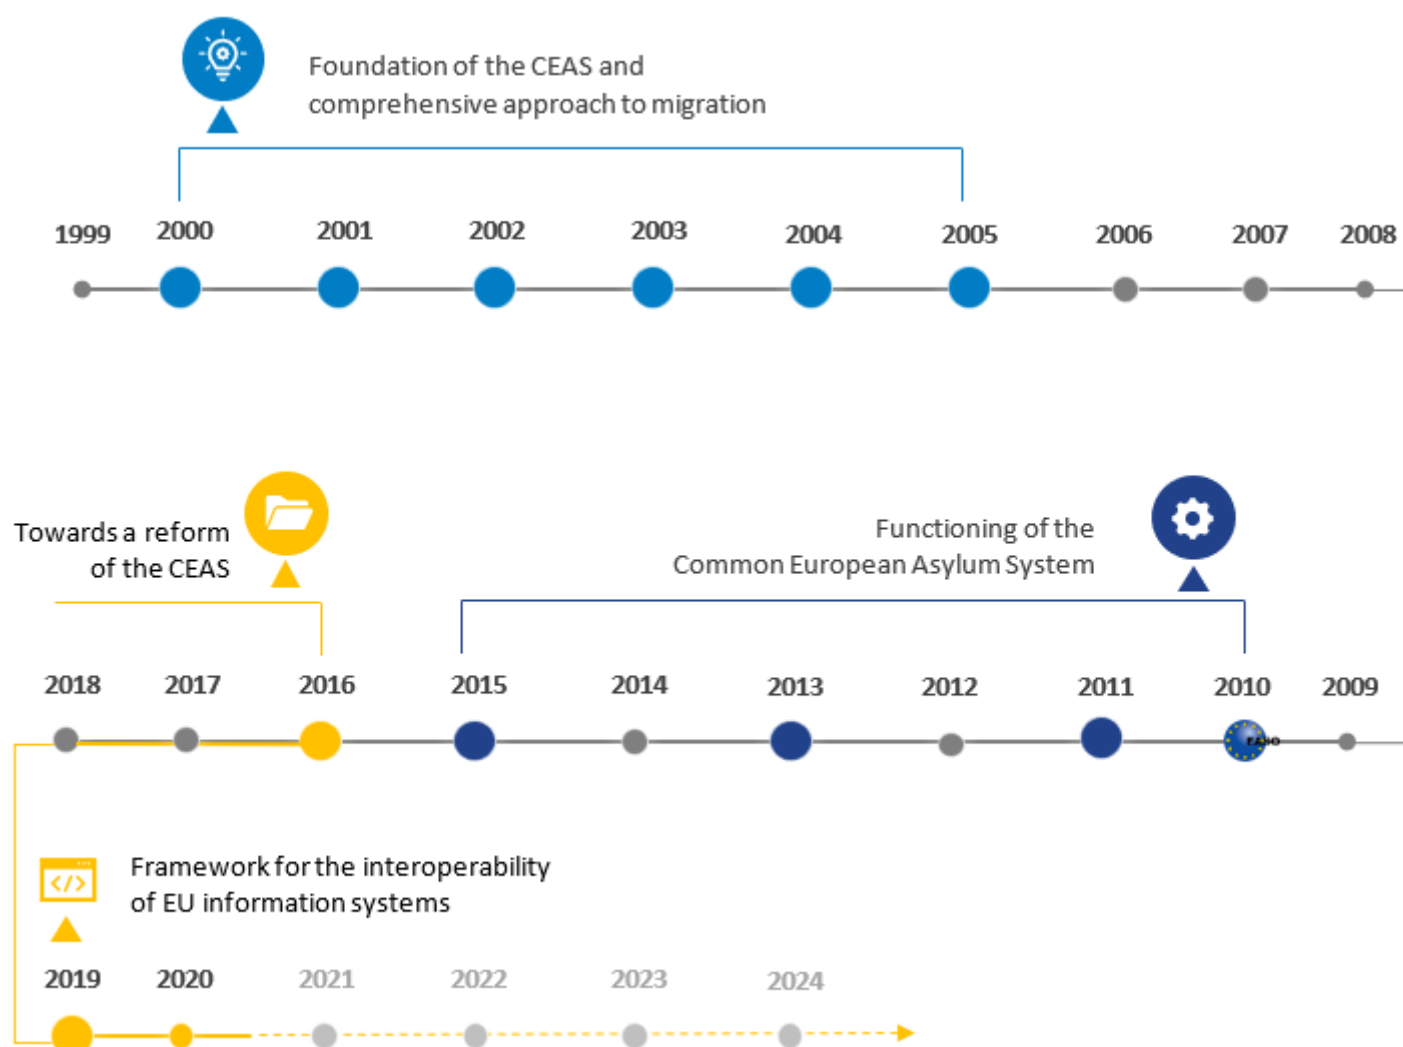 Foundation of the CEAS and
comprehensive approach to migration
1999 2000 2001 2002 2003 2004 2005 2006 2007 2008
Towards a reform
of the CEAS
Functioning of the
Common European Asylum System
2018 2017 2016 2015 2014 2013 2012 2011 2010 2009
EASO
</>
Framework for the interoperability
of EU information systems
2019 2020 2021 2022 2023 2024